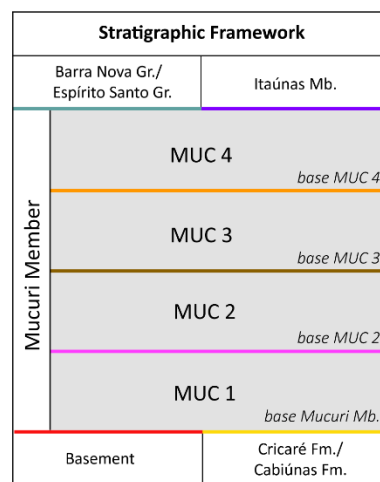 Stratigraphic Framework
Barra Nova Gr./
Espírito Santo Gr.
Itaúnas Mb.
Mucuri Member
MUC 4
base MUC 4
MUC 3
base MUC 3
MUC 2
base MUC 2
MUC 1
base Mucuri Mb.
Basement
Cricaré Fm./
Cabiúnas Fm.